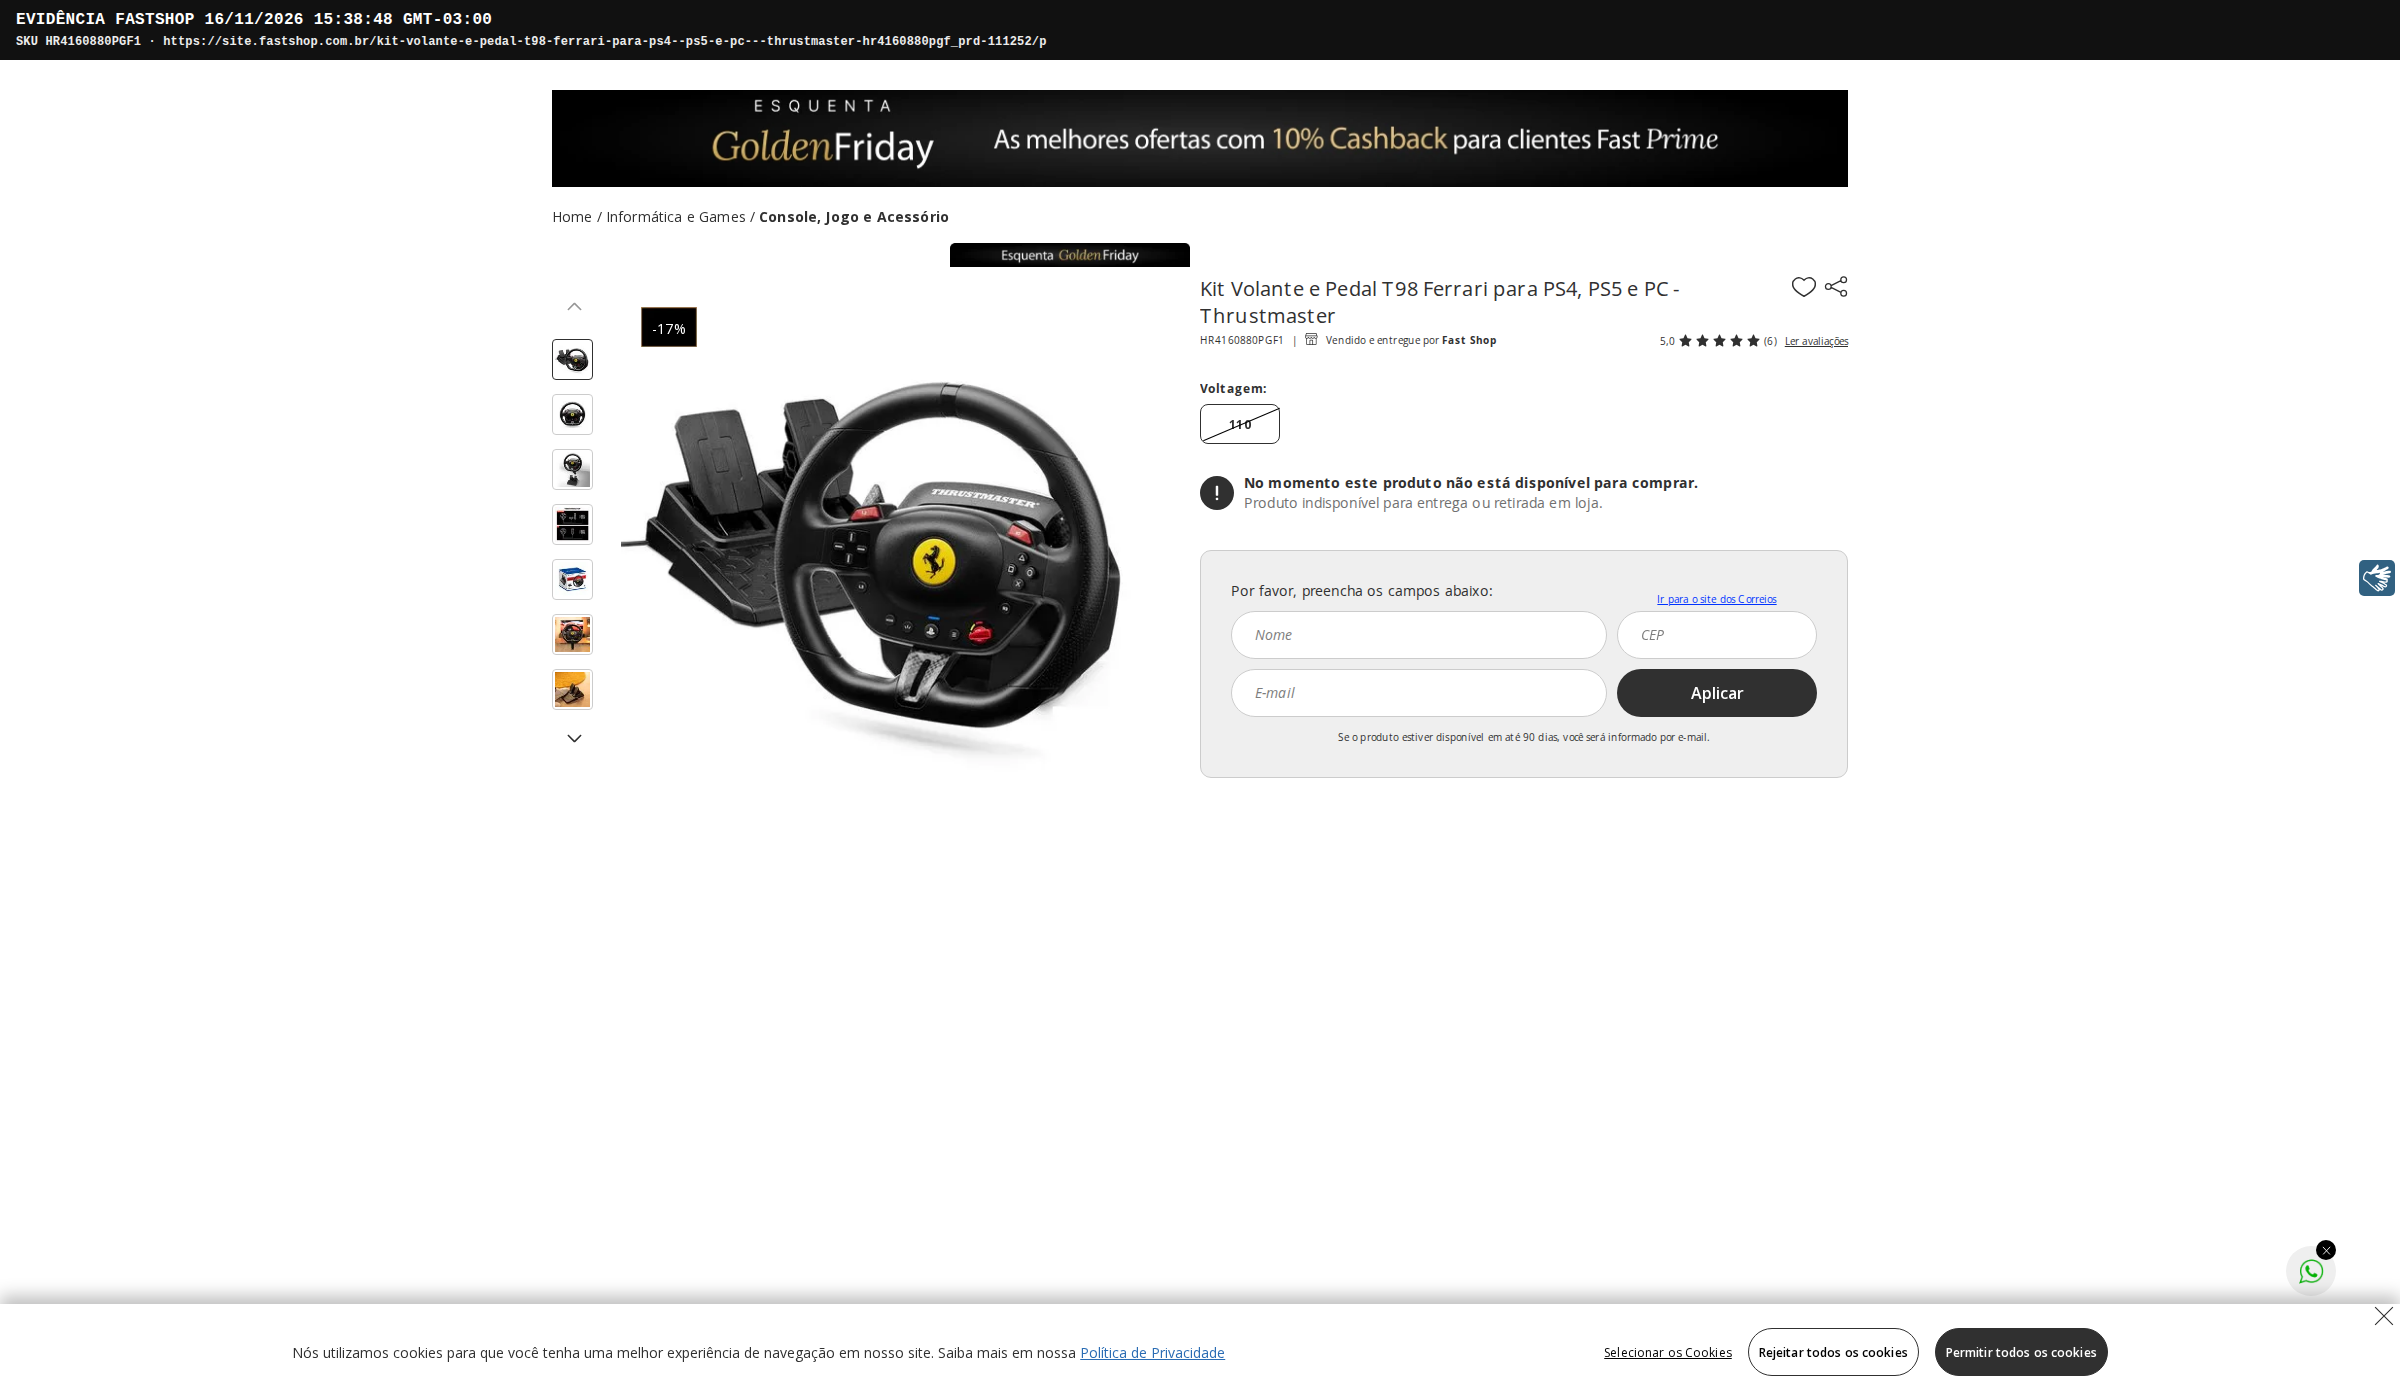 EVIDÊNCIA FASTSHOP 16/11/2026 15:38:48 GMT-03:00
SKU HR4160880PGF1 · https://site.fastshop.com.br/kit-volante-e-pedal-t98-ferrari-para-ps4--ps5-e-pc---thrustmaster-hr4160880pgf_prd-111252/p
ESQUENTA
GoldenFriday
As melhores ofertas com 10% Cashback para clientes Fast Prime
Home / Informática e Games / Console, Jogo e Acessório
Esquenta GoldenFriday
-17%
THRUSTMASTER
Kit Volante e Pedal T98 Ferrari para PS4, PS5 e PC -
Thrustmaster
HR4160880PGF1 | Vendido e entregue por Fast Shop
5,0 (6) Ler avaliações
Voltagem:
110
No momento este produto não está disponível para comprar.
Produto indisponível para entrega ou retirada em loja.
Por favor, preencha os campos abaixo:
Ir para o site dos Correios
Nome
CEP
E-mail
Aplicar
Se o produto estiver disponível em até 90 dias, você será informado por e-mail.
Nós utilizamos cookies para que você tenha uma melhor experiência de navegação em nosso site. Saiba mais em nossa Política de Privacidade
Selecionar os Cookies
Rejeitar todos os cookies
Permitir todos os cookies